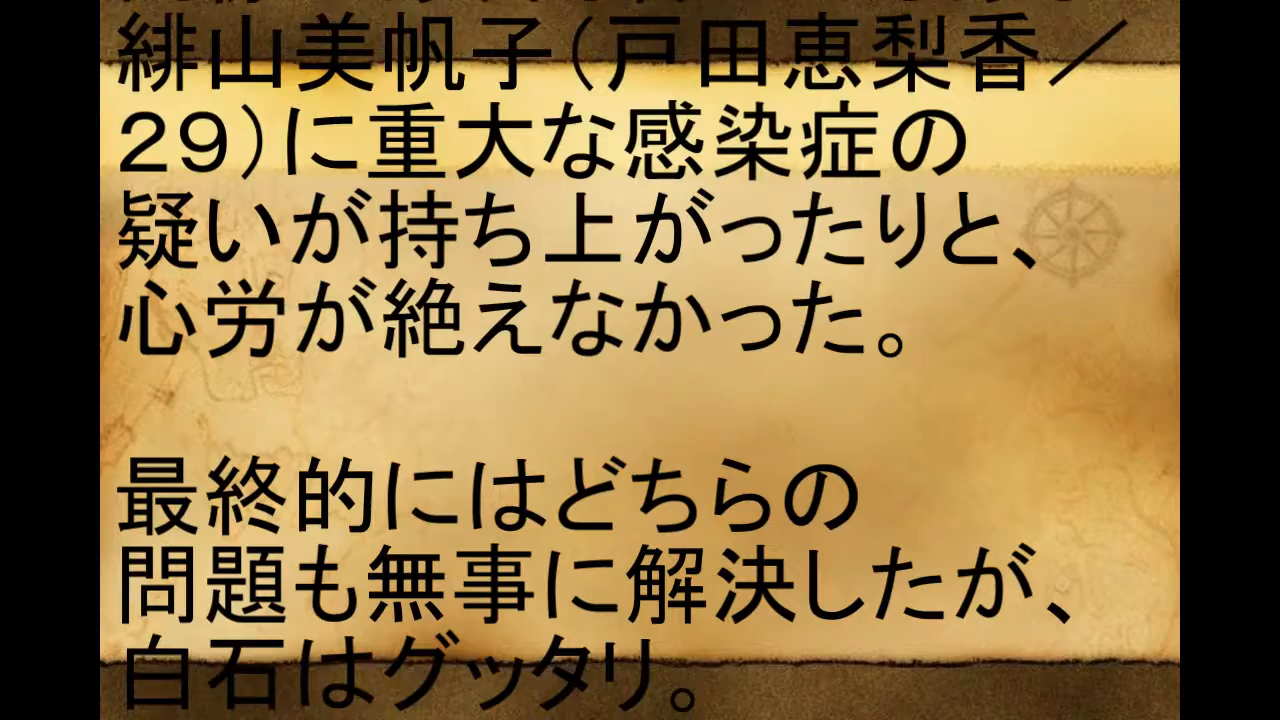 緋山美帆子（戸田恵梨香／
２９）に重大な感染症の
疑いが持ち上がったりと、
心労が絶えなかった。
最終的にはどちらの
問題も無事に解決したが、
白石はグッタリ。